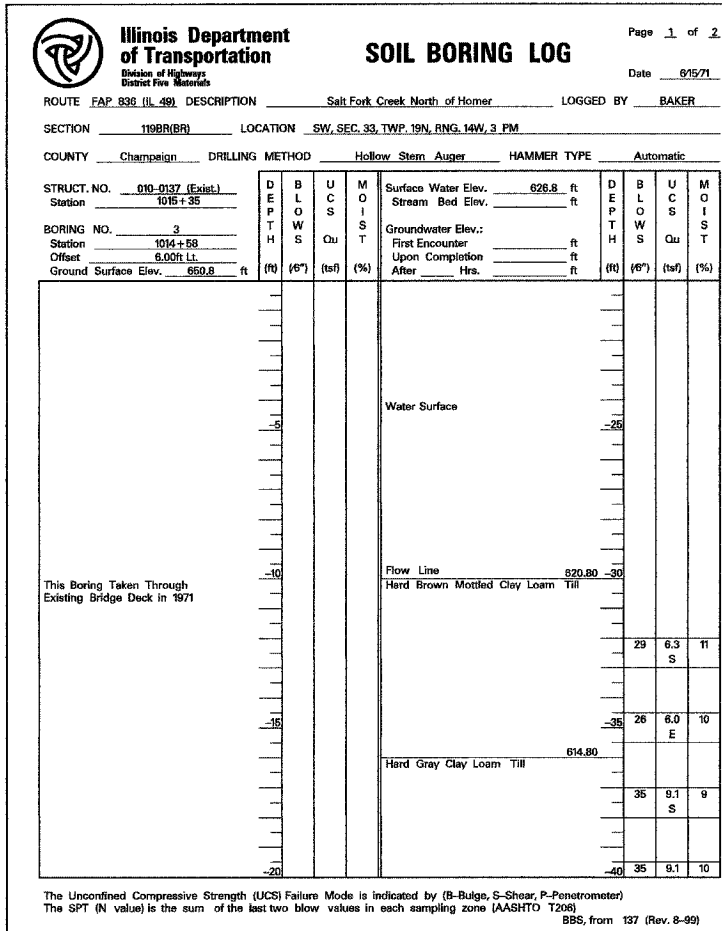 Illinois Department
of Transportation
Division of Highways
District Five Materials
SOIL BORING LOG
Page 1 of 2
Date 6/15/71
ROUTE FAP 836 (IL 49) DESCRIPTION Salt Fork Creek North of Homer LOGGED BY BAKER
SECTION 119BR(BR) LOCATION SW, SEC. 33, TWP. 19N, RNG. 14W, 3 PM
COUNTY Champaign DRILLING METHOD Hollow Stem Auger HAMMER TYPE Automatic
STRUCT. NO. 010-0137 (Exist.)
Station 1015+35
BORING NO. 3
Station 1014+58
Offset 6.00ft Lt.
Ground Surface Elev. 650.8 ft
DEPTH (ft)
BLOWS (/6")
UCS Qu (tsf)
MOIST (%)
Surface Water Elev. 626.8 ft
Stream Bed Elev. ft
Groundwater Elev.:
First Encounter ft
Upon Completion ft
After Hrs. ft
DEPTH (ft)
BLOWS (/6")
UCS Qu (tsf)
MOIST (%)
-5
-10
This Boring Taken Through
Existing Bridge Deck in 1971
-15
-20
Water Surface
-25
Flow Line 620.80 -30
Hard Brown Mottled Clay Loam Till
29 6.3 11
S
-35 26 6.0 10
E
614.80
Hard Gray Clay Loam Till
35 9.1 9
S
-40 35 9.1 10
The Unconfined Compressive Strength (UCS) Failure Mode is indicated by (B-Bulge, S-Shear, P-Penetrometer)
The SPT (N value) is the sum of the last two blow values in each sampling zone (AASHTO T206)
BBS, from 137 (Rev. 8-99)